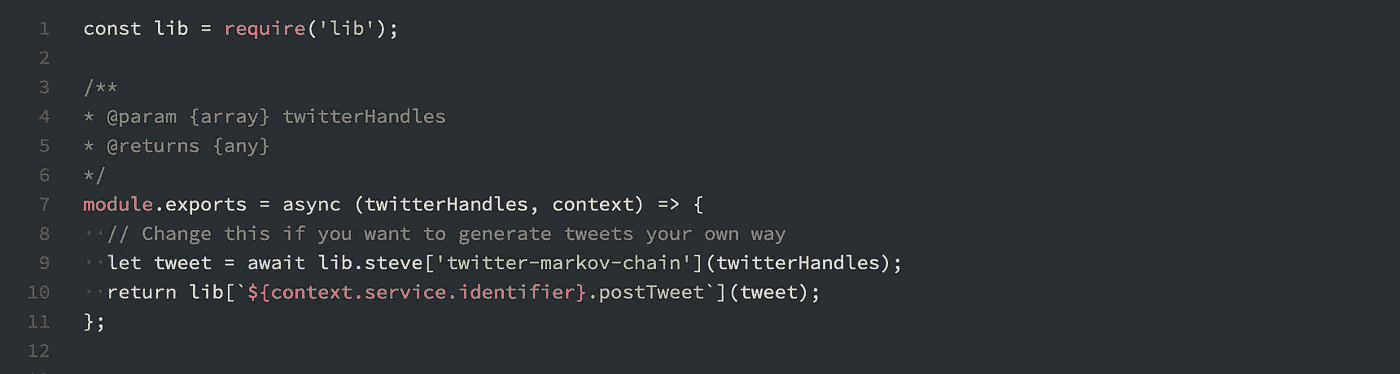 1 const lib = require('lib');
2
3 /**
4 * @param {array} twitterHandles
5 * @returns {any}
6 */
7 module.exports = async (twitterHandles, context) => {
8 // Change this if you want to generate tweets your own way
9 let tweet = await lib.steve['twitter-markov-chain'](twitterHandles);
10 return lib[`${context.service.identifier}.postTweet`](tweet);
11 };
12